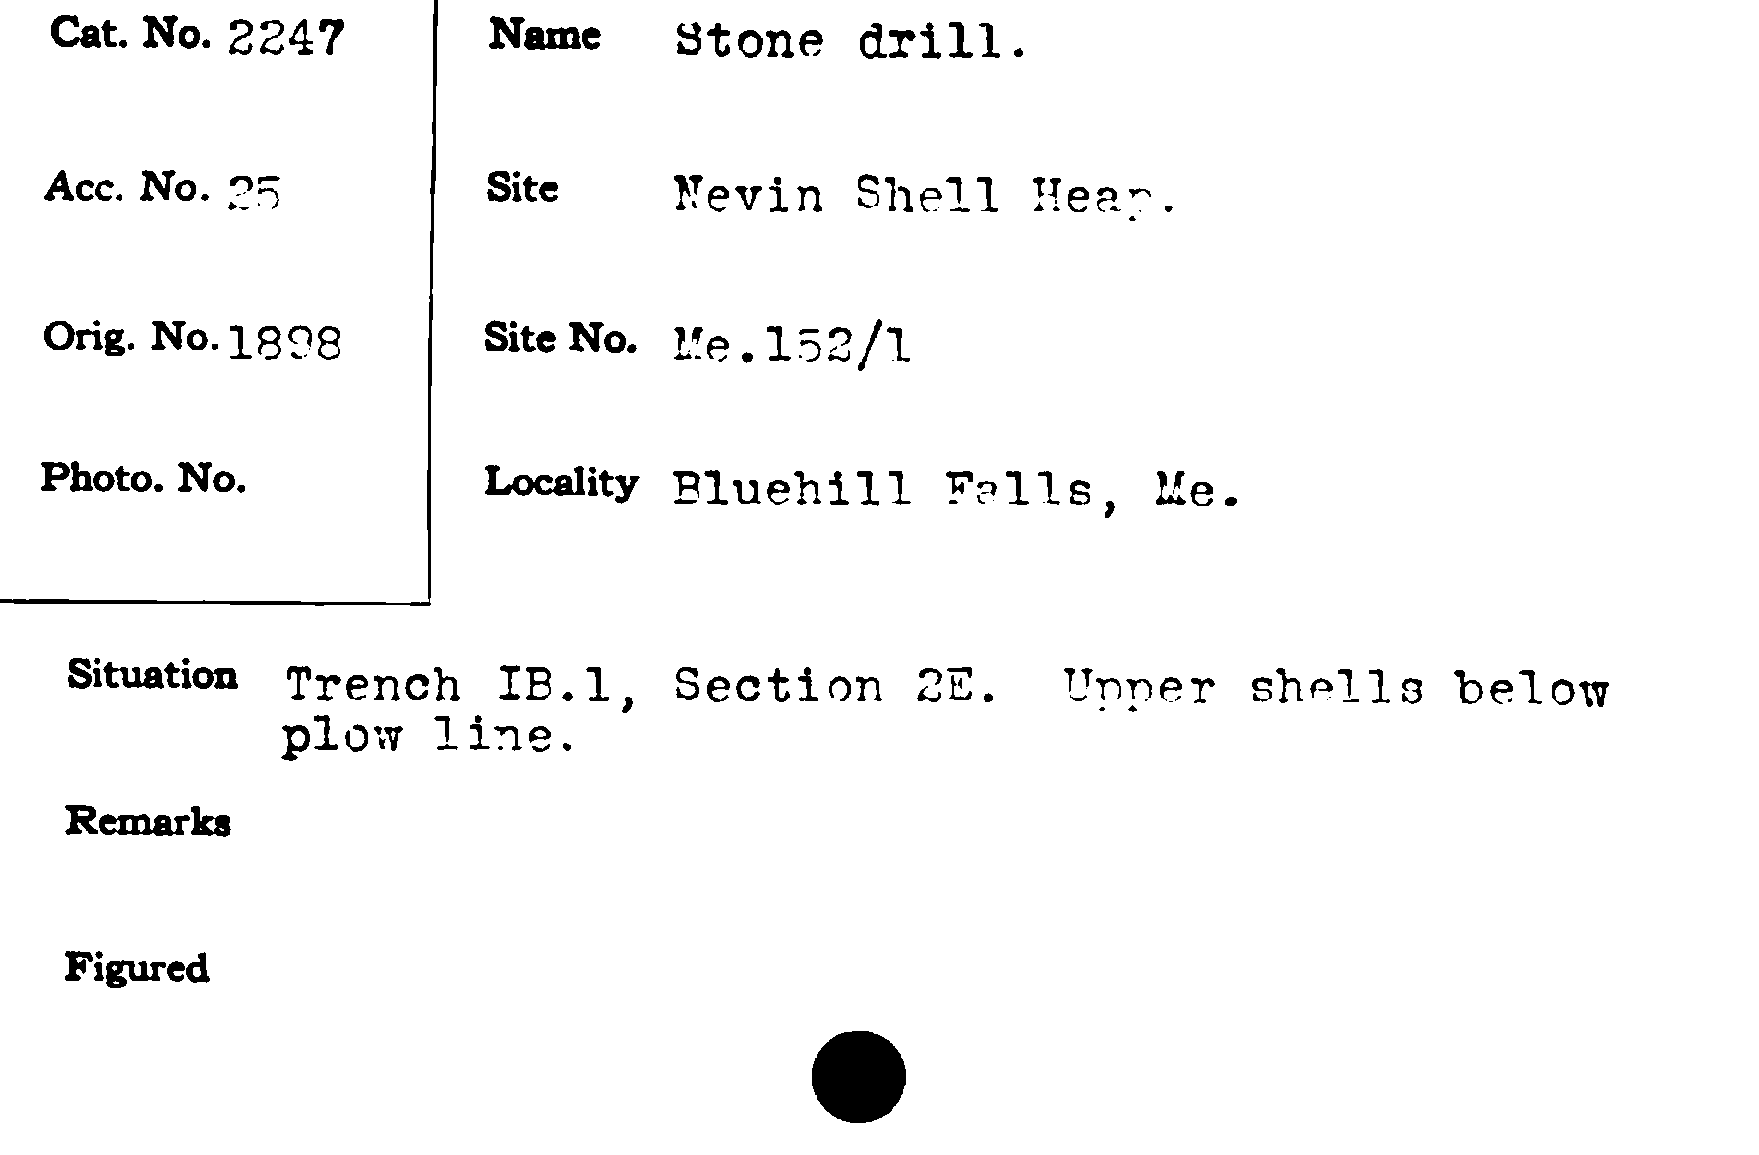 Cat. No. 2247
Name Stone drill.
Acc. No. 25
Site Nevin Shell Heap.
Orig. No. 1898
Site No. Me.152/1
Photo. No.
Locality Bluehill Falls, Me.
Situation Trench IB.1, Section 2E. Upper shells below
plow line.
Remarks
Figured